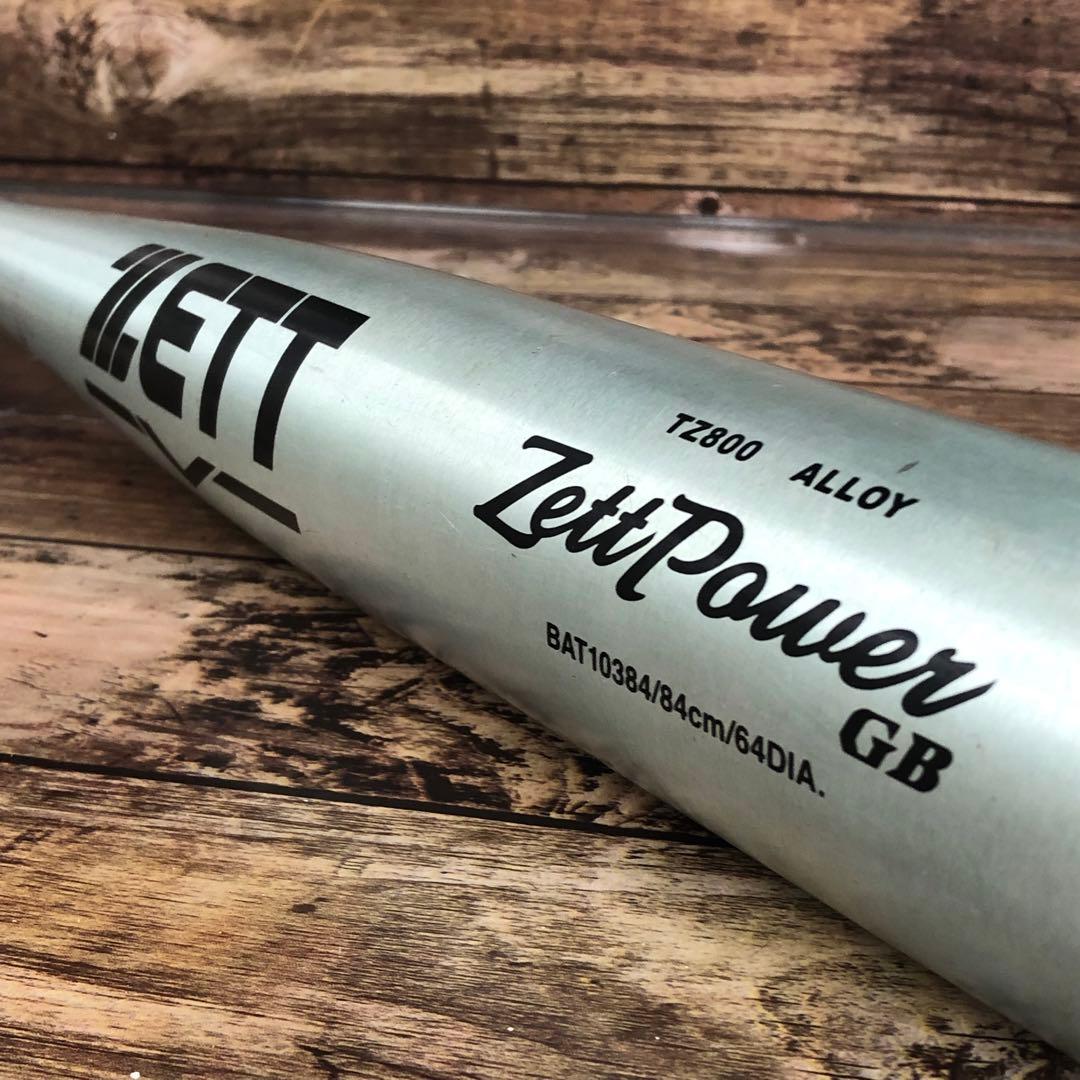 ZETT
TZ800 ALLOY
ZettPower
GB
BAT10384/84cm/64DIA.